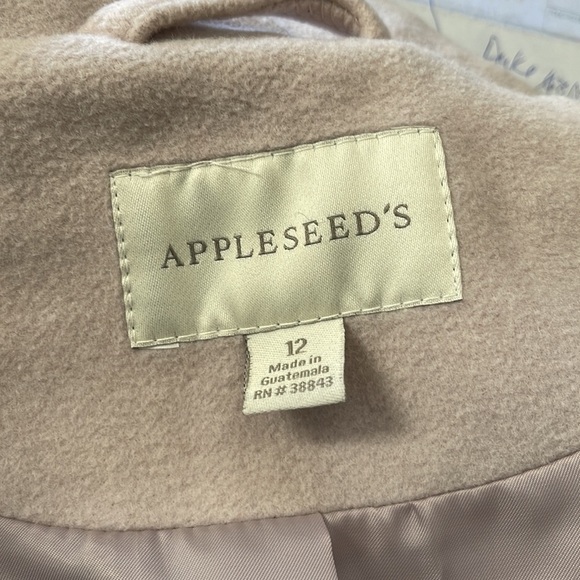 APPLESEED'S
12
Made in
Guatemala
RN# 38843